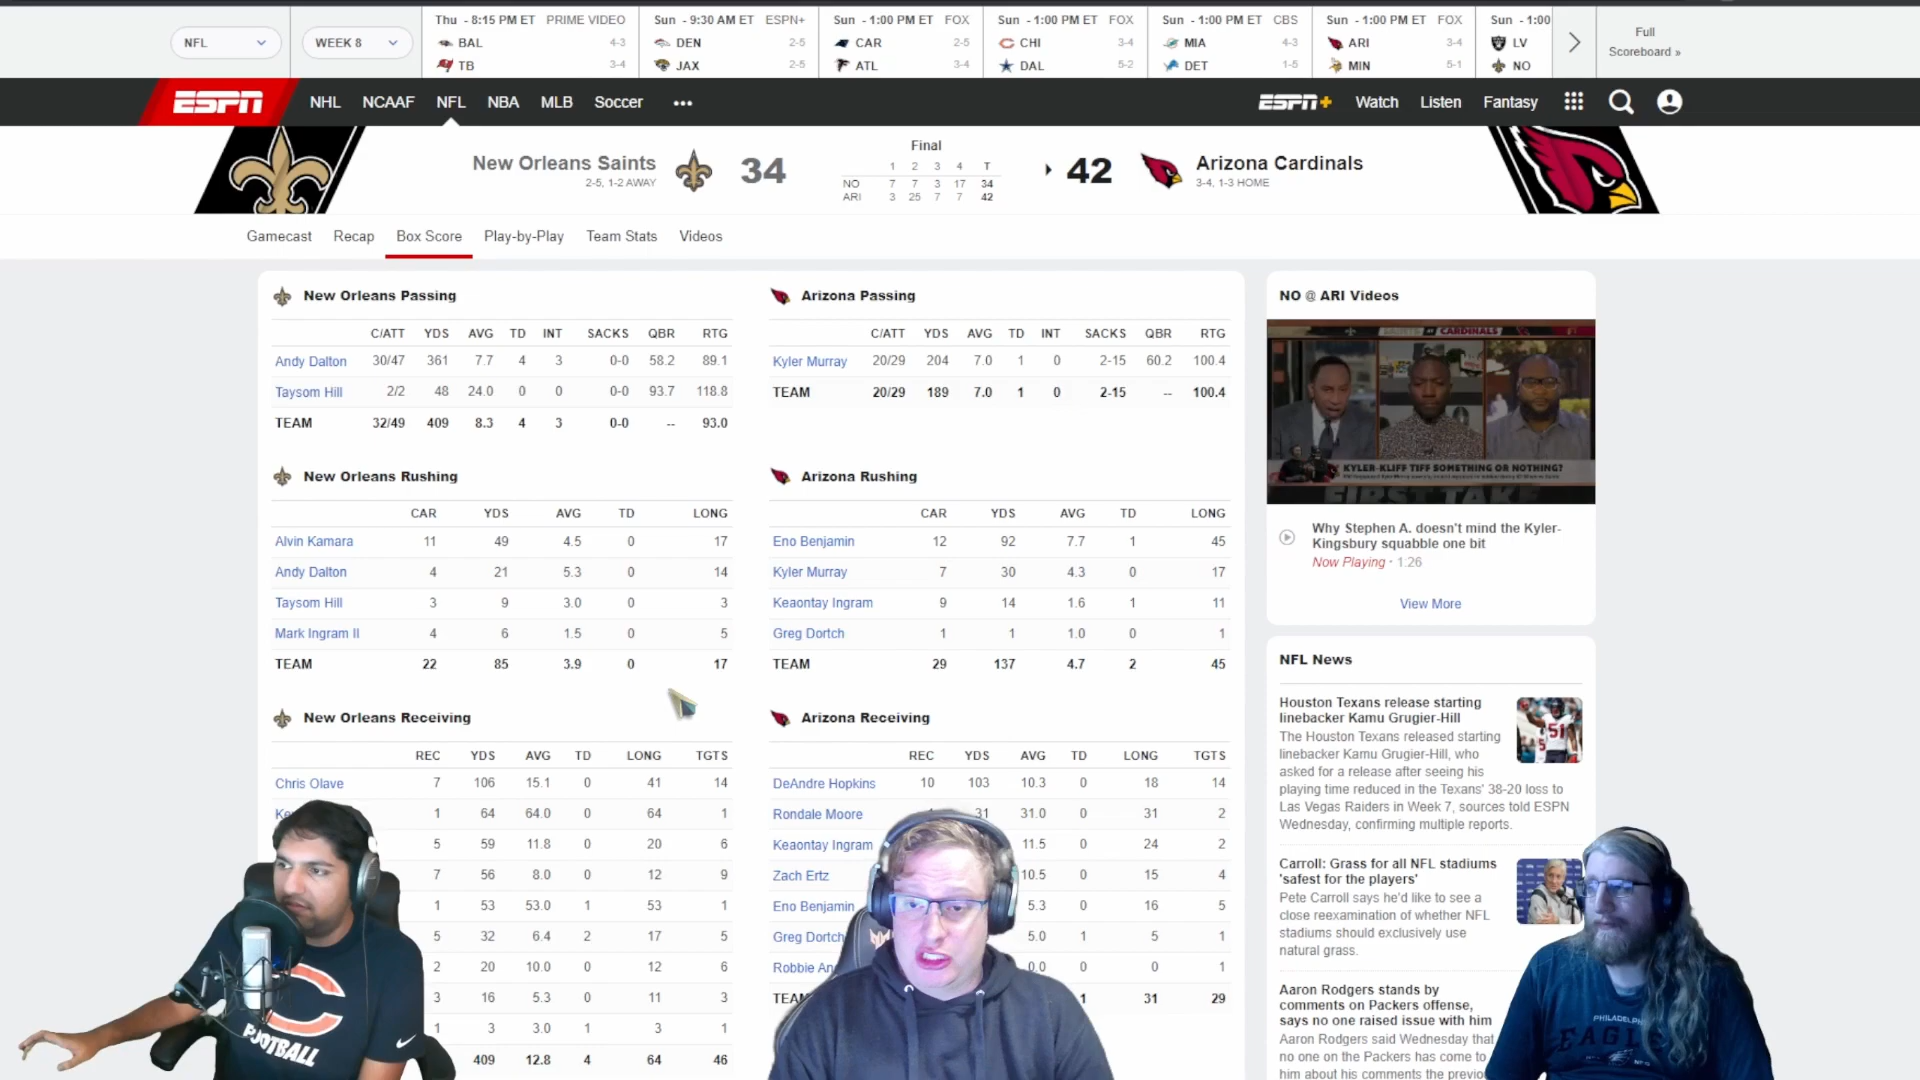 NFL
WEEK 8
Thu - 8:15 PM ET PRIME VIDEO
BAL 4-3
TB 3-4
Sun - 9:30 AM ET ESPN+
DEN 2-5
JAX 2-5
Sun - 1:00 PM ET FOX
CAR 2-5
ATL 3-4
Sun - 1:00 PM ET FOX
CHI 3-4
DAL 5-2
Sun - 1:00 PM ET CBS
MIA 4-3
DET 1-5
Sun - 1:00 PM ET FOX
ARI 3-4
MIN 5-1
Sun - 1:00
LV
NO
Full
Scoreboard »
ESPN NHL NCAAF NFL NBA MLB Soccer ••• ESPN+ Watch Listen Fantasy
New Orleans Saints
2-5, 1-2 AWAY
34
Final
1 2 3 4 T
NO 7 7 3 17 34
ARI 3 25 7 7 42
42
Arizona Cardinals
3-4, 1-3 HOME
Gamecast Recap Box Score Play-by-Play Team Stats Videos
New Orleans Passing
C/ATT YDS AVG TD INT SACKS QBR RTG
Andy Dalton 30/47 361 7.7 4 3 0-0 58.2 89.1
Taysom Hill 2/2 48 24.0 0 0 0-0 93.7 118.8
TEAM 32/49 409 8.3 4 3 0-0 -- 93.0
Arizona Passing
C/ATT YDS AVG TD INT SACKS QBR RTG
Kyler Murray 20/29 204 7.0 1 0 2-15 60.2 100.4
TEAM 20/29 189 7.0 1 0 2-15 -- 100.4
New Orleans Rushing
CAR YDS AVG TD LONG
Alvin Kamara 11 49 4.5 0 17
Andy Dalton 4 21 5.3 0 14
Taysom Hill 3 9 3.0 0 3
Mark Ingram II 4 6 1.5 0 5
TEAM 22 85 3.9 0 17
Arizona Rushing
CAR YDS AVG TD LONG
Eno Benjamin 12 92 7.7 1 45
Kyler Murray 7 30 4.3 0 17
Keaontay Ingram 9 14 1.6 1 11
Greg Dortch 1 1 1.0 0 1
TEAM 29 137 4.7 2 45
New Orleans Receiving
REC YDS AVG TD LONG TGTS
Chris Olave 7 106 15.1 0 41 14
Ke 1 64 64.0 0 64 1
5 59 11.8 0 20 6
7 56 8.0 0 12 9
1 53 53.0 1 53 1
5 32 6.4 2 17 5
2 20 10.0 0 12 6
3 16 5.3 0 11 3
1 3 3.0 1 3 1
409 12.8 4 64 46
Arizona Receiving
REC YDS AVG TD LONG TGTS
DeAndre Hopkins 10 103 10.3 0 18 14
Rondale Moore 31 31.0 0 31 2
Keaontay Ingram 11.5 0 24 2
Zach Ertz 10.5 0 15 4
Eno Benjamin 5.3 0 16 5
Greg Dortch 5.0 1 5 1
Robbie An 0.0 0 0 1
TEAM 1 31 29
NO @ ARI Videos
CARDINALS
KYLER-KLIFF TIFF SOMETHING OR NOTHING?
FIRST TAKE
Why Stephen A. doesn't mind the Kyler-
Kingsbury squabble one bit
Now Playing • 1:26
View More
NFL News
Houston Texans release starting
linebacker Kamu Grugier-Hill
The Houston Texans released starting
linebacker Kamu Grugier-Hill, who
asked for a release after seeing his
playing time reduced in the Texans' 38-20 loss to
Las Vegas Raiders in Week 7, sources told ESPN
Wednesday, confirming multiple reports.
51
Carroll: Grass for all NFL stadiums
'safest for the players'
Pete Carroll says he'd like to see a
close reexamination of whether NFL
stadiums should exclusively use
natural grass.
Aaron Rodgers stands by
comments on Packers offense,
says no one raised issue with him
Aaron Rodgers said Wednesday that
no one on the Packers has come to
him about his comments the previo
FOOTBALL
PHILADELPH
EAGLE